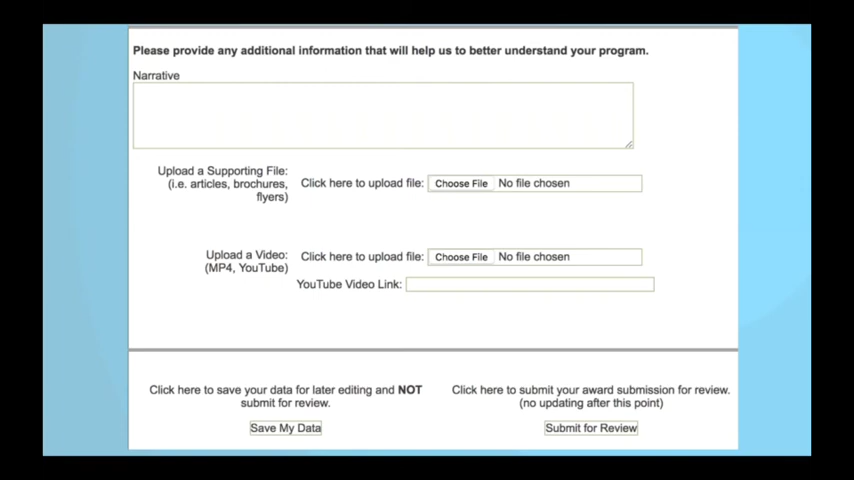 Please provide any additional information that will help us to better understand your program.
Narrative
Upload a Supporting File:
(i.e. articles, brochures,
flyers)
Click here to upload file: Choose File No file chosen
Upload a Video:
(MP4, YouTube)
Click here to upload file: Choose File No file chosen
YouTube Video Link:
Click here to save your data for later editing and NOT
submit for review.
Save My Data
Click here to submit your award submission for review.
(no updating after this point)
Submit for Review